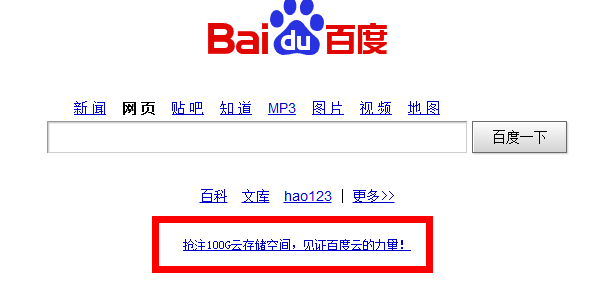 Bai du 百度
新 闻 网 页 贴 吧 知 道 MP3 图 片 视 频 地 图
百度一下
百科 文库 hao123 | 更多>>
抢注100G云存储空间，见证百度云的力量！